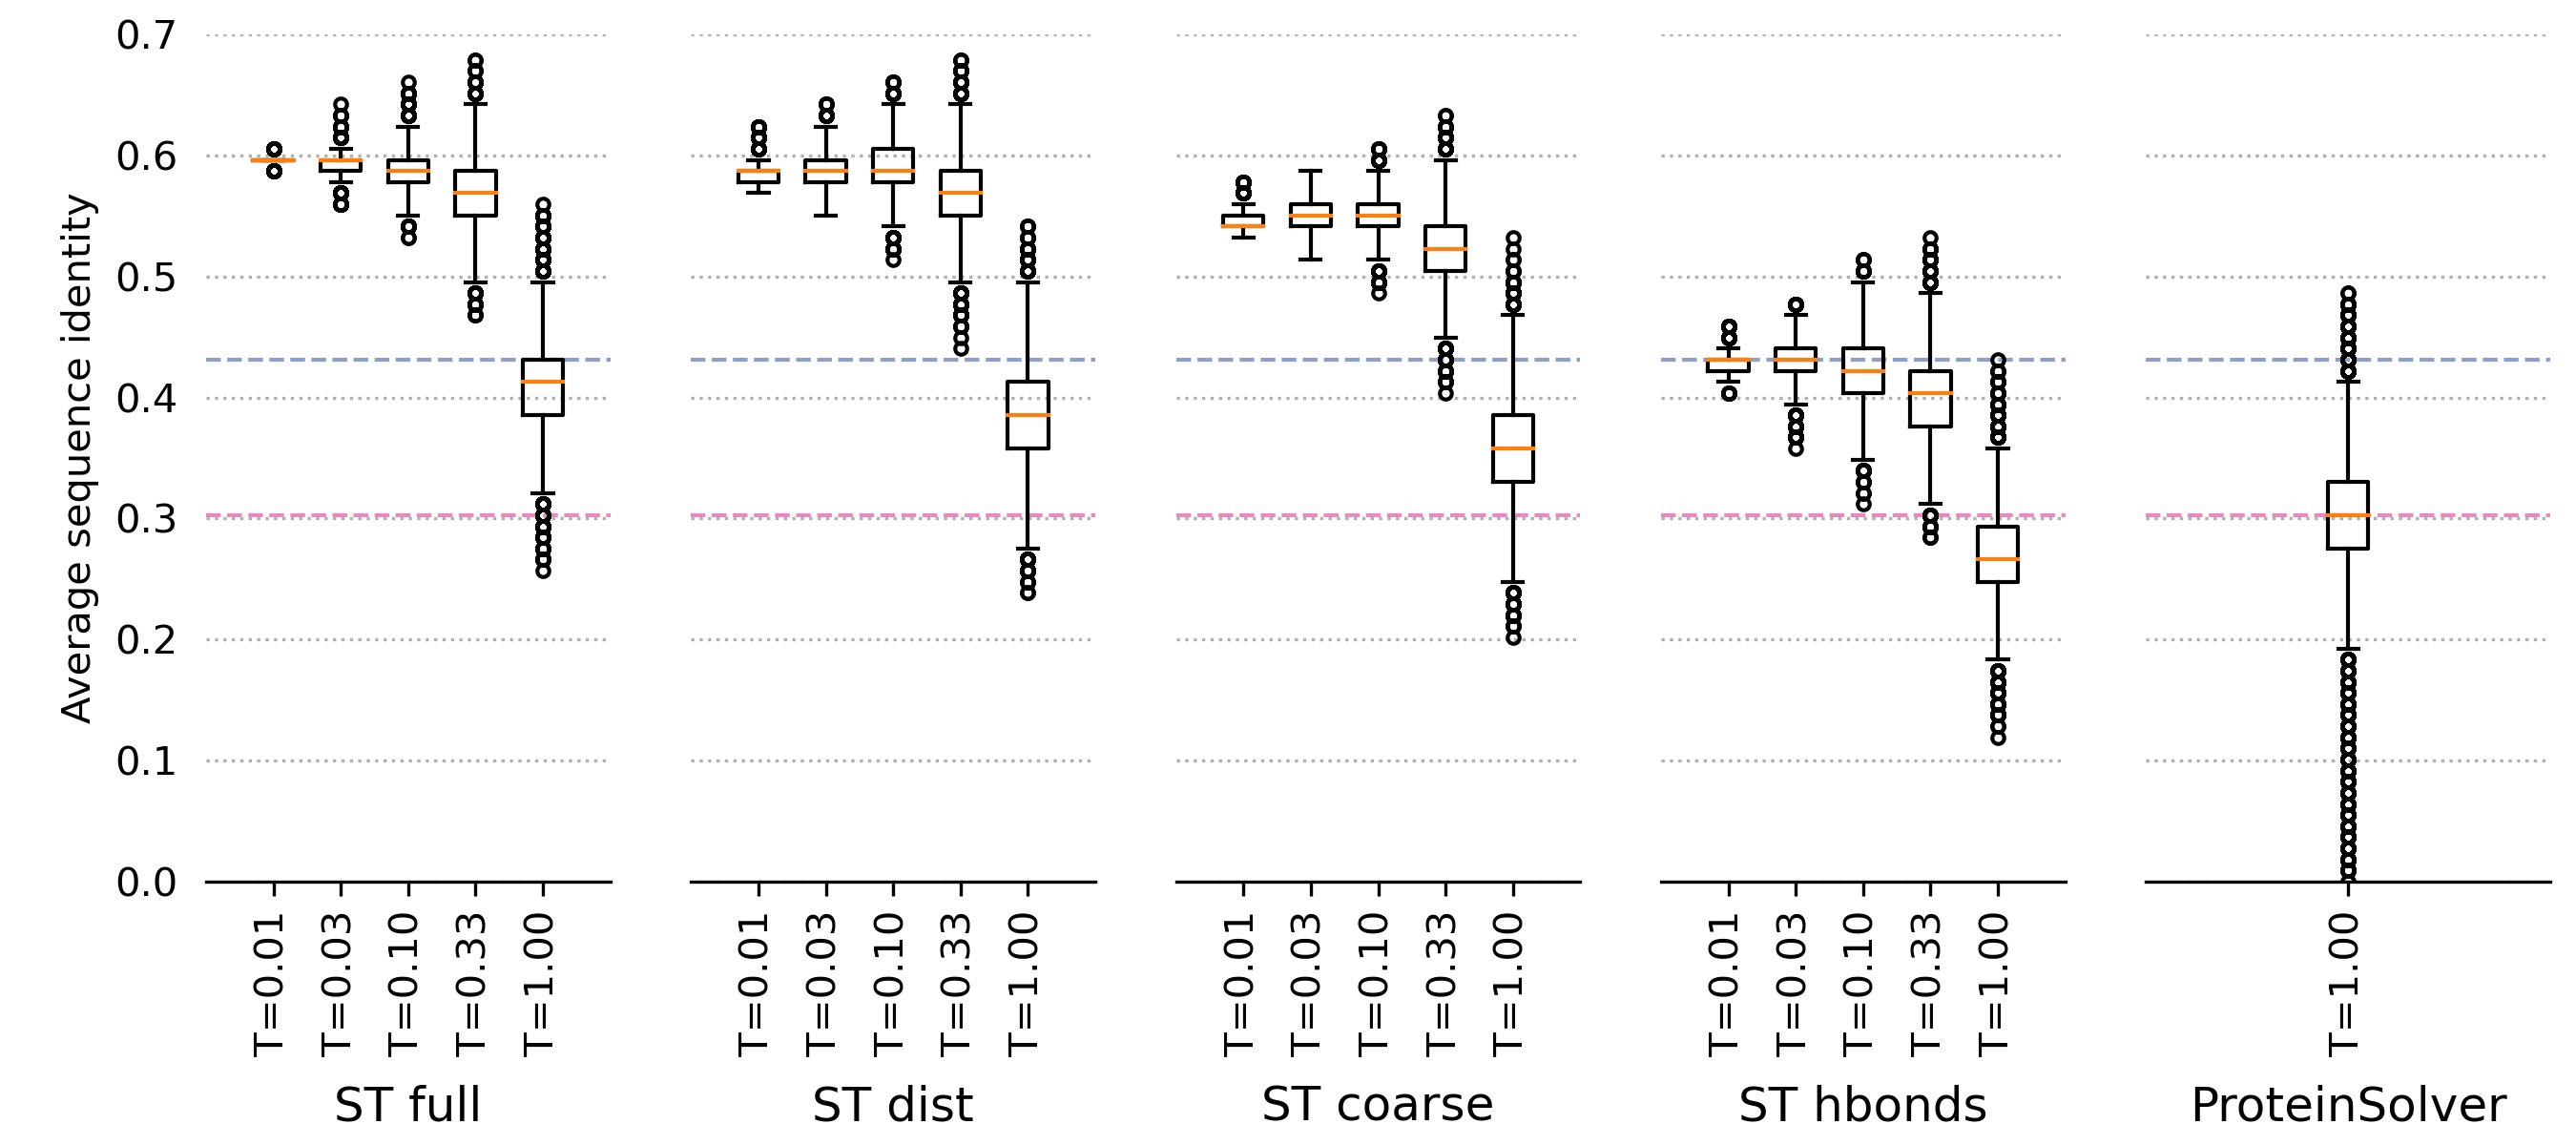 Average sequence identity
0.7
0.6
0.5
0.4
0.3
0.2
0.1
0.0
T=0.01
T=0.03
T=0.10
T=0.33
T=1.00
ST full
T=0.01
T=0.03
T=0.10
T=0.33
T=1.00
ST dist
T=0.01
T=0.03
T=0.10
T=0.33
T=1.00
ST coarse
T=0.01
T=0.03
T=0.10
T=0.33
T=1.00
ST hbonds
T=1.00
ProteinSolver